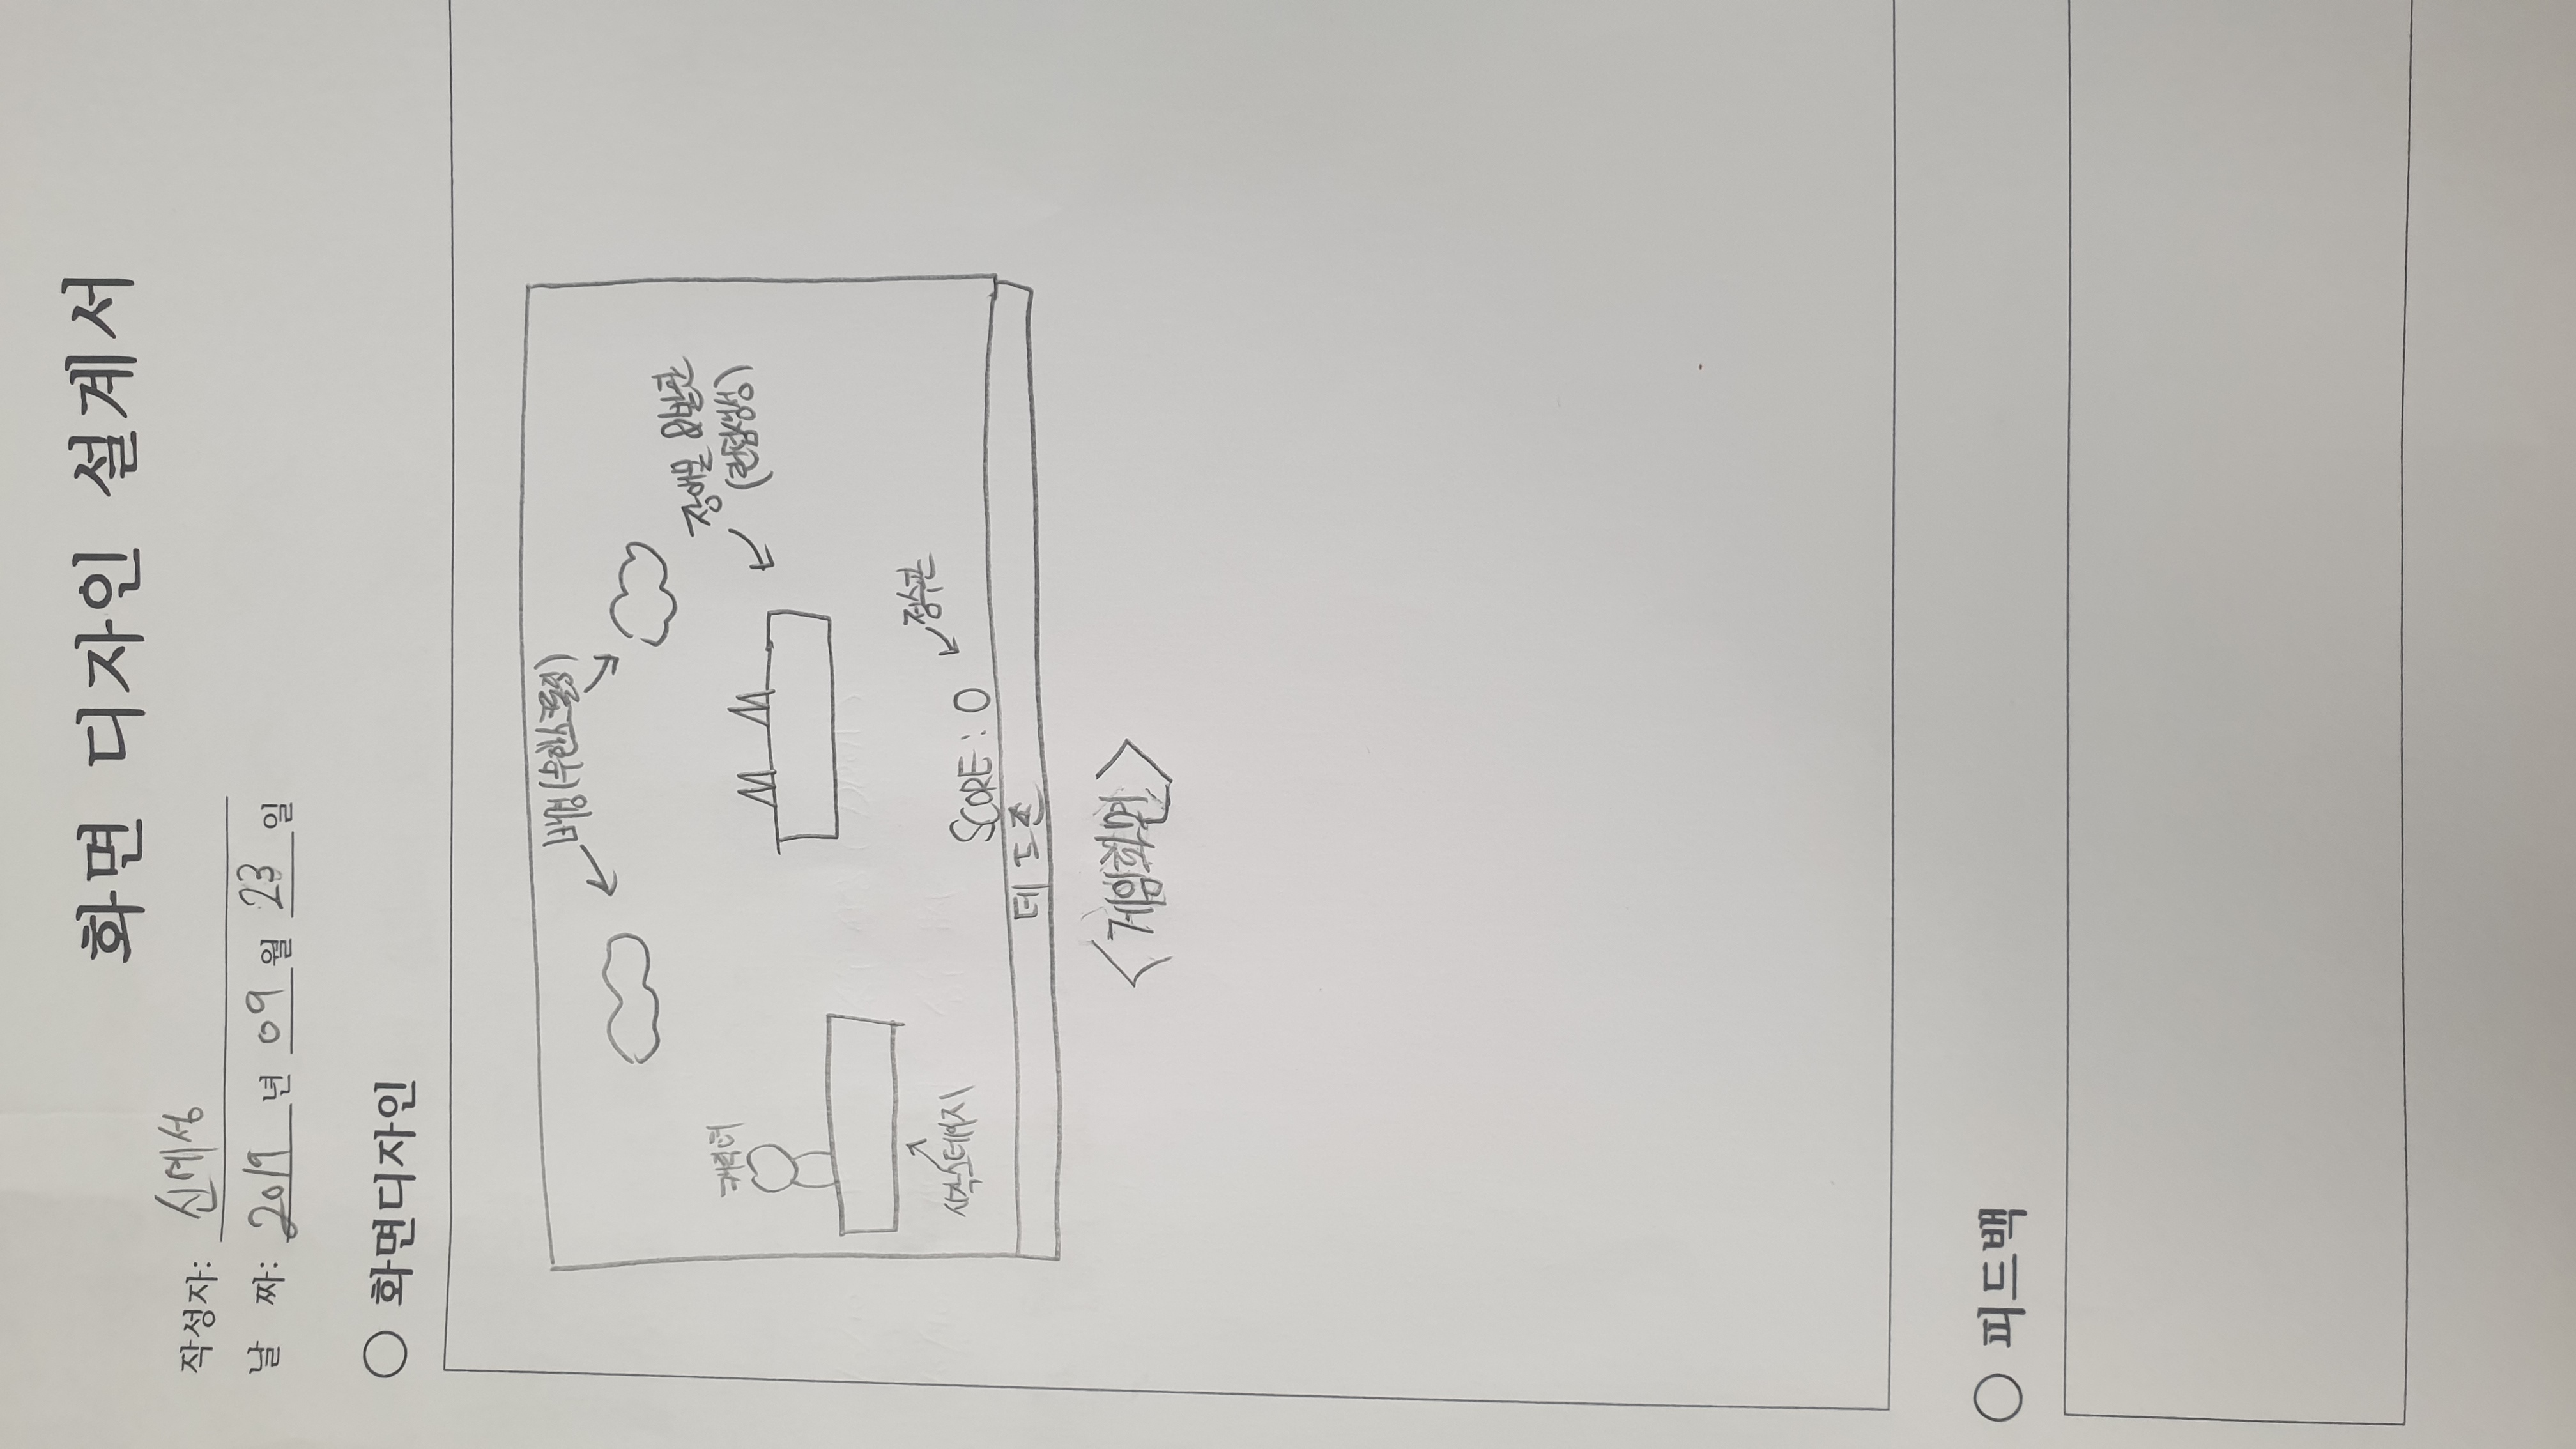 화면 디자인 설계서
작성자: 신예성
날 짜: 2019 년 09 월 23 일
○ 화면디자인
배경(무한스크롤링)
장애물 &발판
(랜덤생성)
캐릭터
시작스테이지
점수판
SCORE : 0
데드존
<게임화면>
○ 피드백